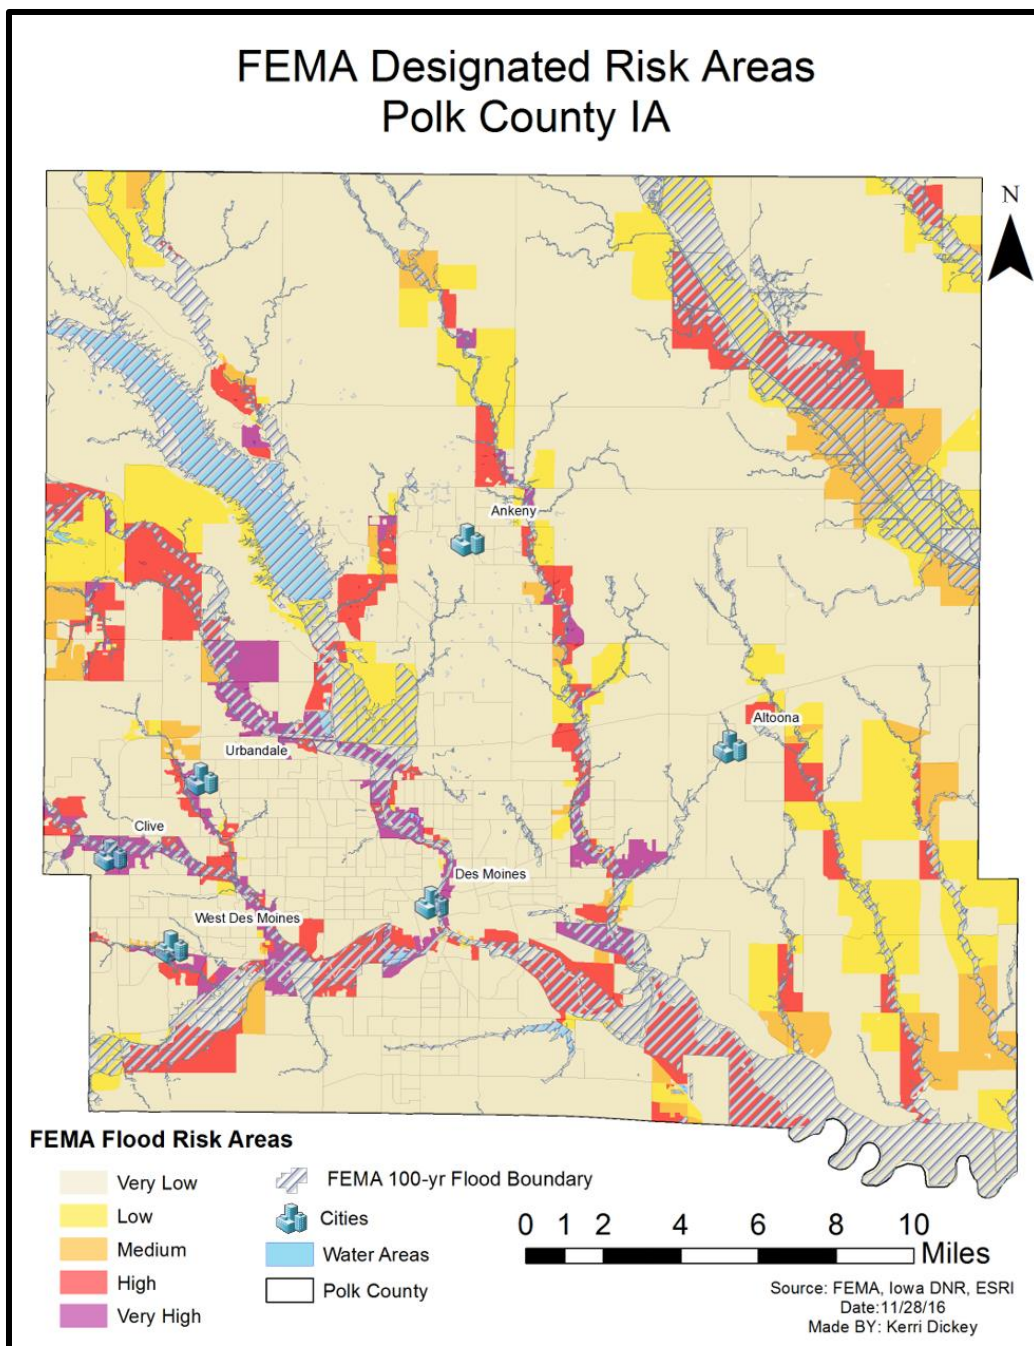 FEMA Designated Risk Areas
Polk County IA
N
Ankeny
Altoona
Urbandale
Clive
Des Moines
West Des Moines
FEMA Flood Risk Areas
Very Low
Low
Medium
High
Very High
FEMA 100-yr Flood Boundary
Cities
Water Areas
Polk County
0 1 2 4 6 8 10
Miles
Source: FEMA, Iowa DNR, ESRI
Date:11/28/16
Made BY: Kerri Dickey